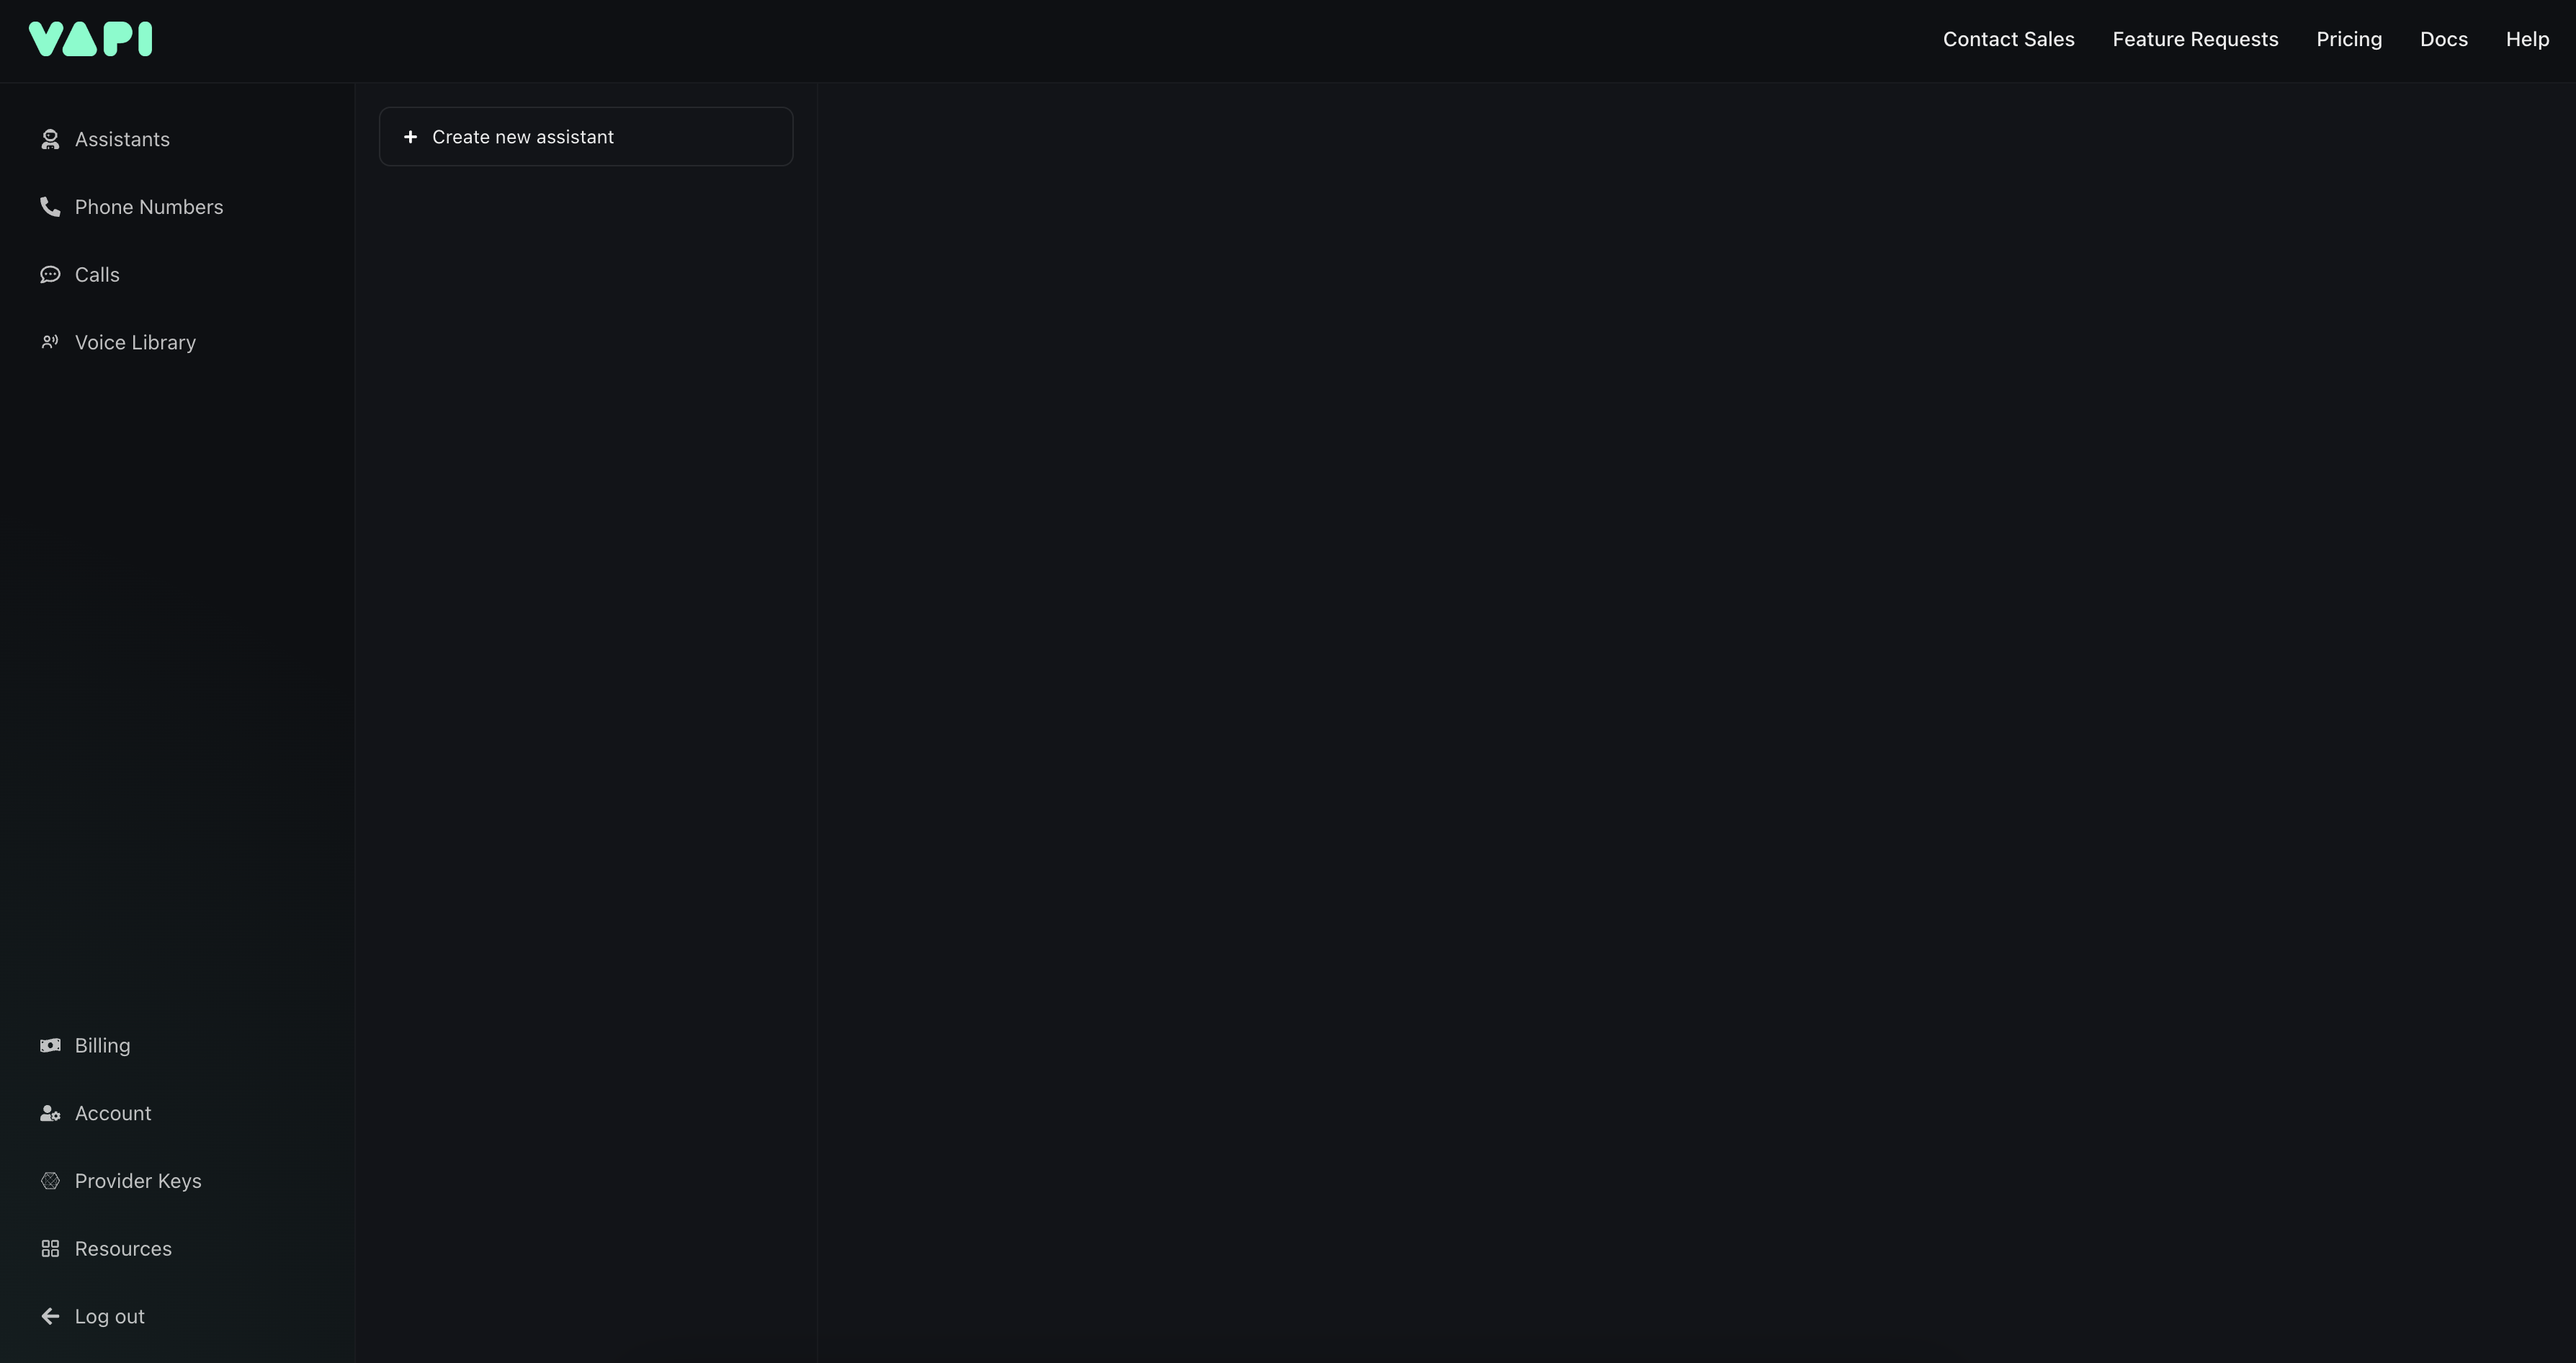 VAPI
Contact Sales
Feature Requests
Pricing
Docs
Help
Assistants
Phone Numbers
Calls
Voice Library
Create new assistant
Billing
Account
Provider Keys
Resources
Log out